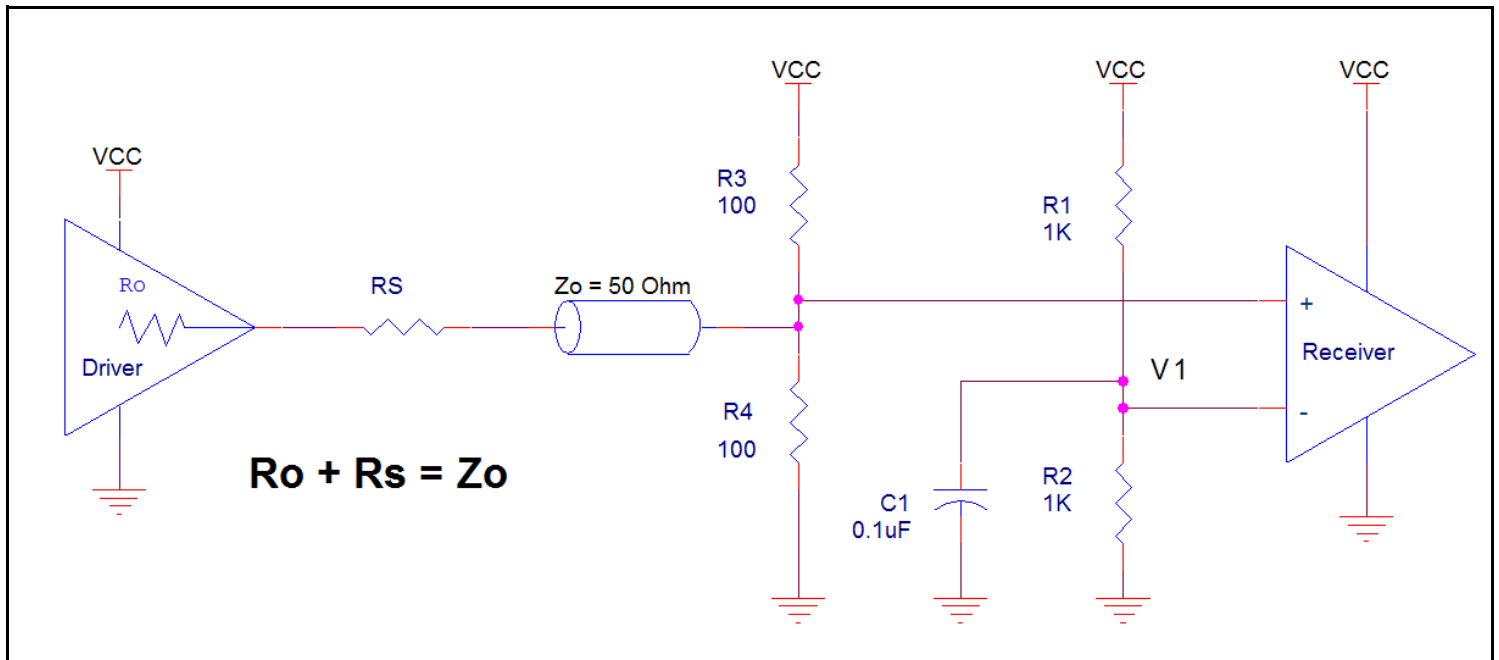 VCC
VCC
VCC
VCC
R3
100
R1
1K
Ro
RS
Zo = 50 Ohm
+
Driver
Receiver
V1
-
R4
100
Ro + Rs = Zo
R2
1K
C1
0.1uF